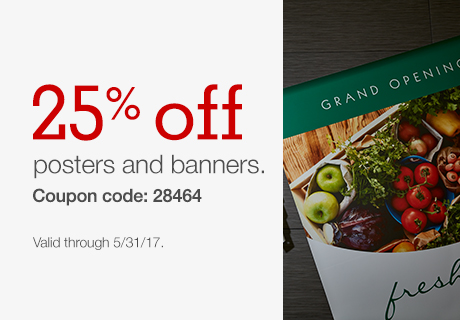 25% off
posters and banners.
Coupon code: 28464
Valid through 5/31/17.
GRAND OPENING
fresh